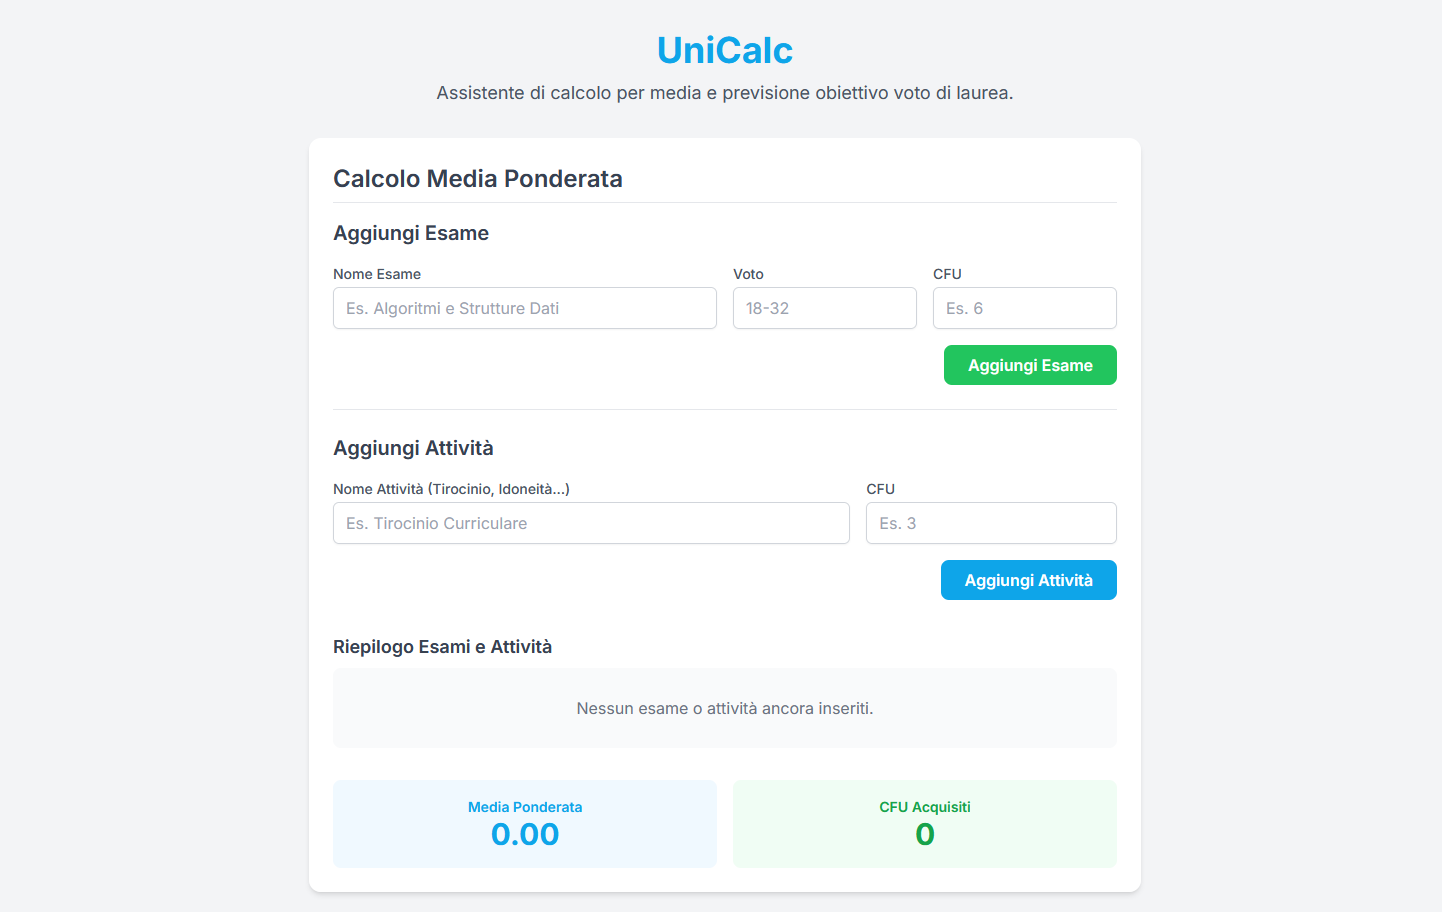 UniCalc
Assistente di calcolo per media e previsione obiettivo voto di laurea.
Calcolo Media Ponderata
Aggiungi Esame
Nome Esame
Voto
CFU
Es. Algoritmi e Strutture Dati
18-32
Es. 6
Aggiungi Esame
Aggiungi Attività
Nome Attività (Tirocinio, Idoneità...)
CFU
Es. Tirocinio Curriculare
Es. 3
Aggiungi Attività
Riepilogo Esami e Attività
Nessun esame o attività ancora inseriti.
Media Ponderata
0.00
CFU Acquisiti
0